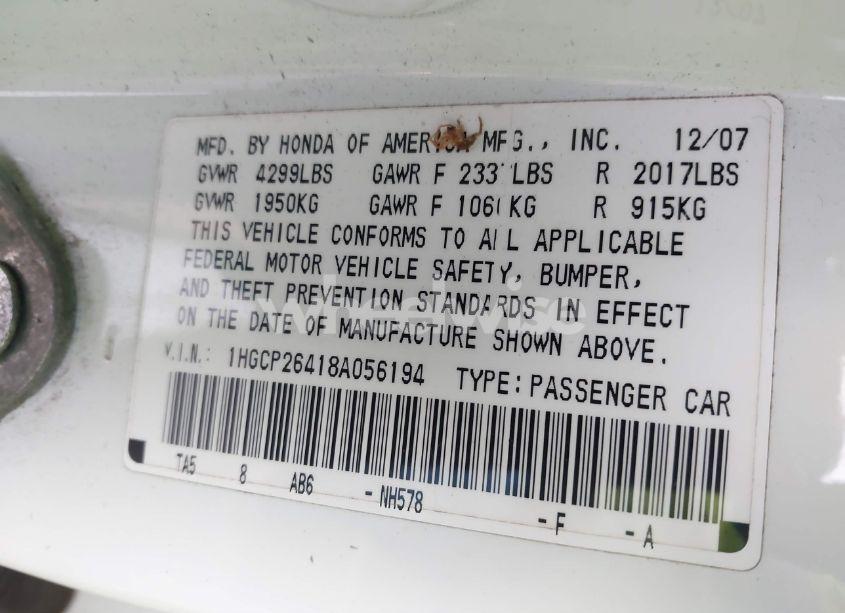 MFD. BY HONDA OF AMERICA MFG., INC. 12/07
GVWR 4299LBS GAWR F LBS R 2017LBS
GVWR 1950KG GAWR F KG R 915KG
THIS VEHICLE CONFORMS TO ALL APPLICABLE
FEDERAL MOTOR VEHICLE SAFETY, BUMPER,
AND THEFT PREVENTION STANDARDS IN EFFECT
ON THE DATE OF MANUFACTURE SHOWN ABOVE.
V.I.N.: 1HGCP26418A056194 TYPE: PASSENGER CAR
TA5 8 AB6 - NH578 - F - A
wheelwise